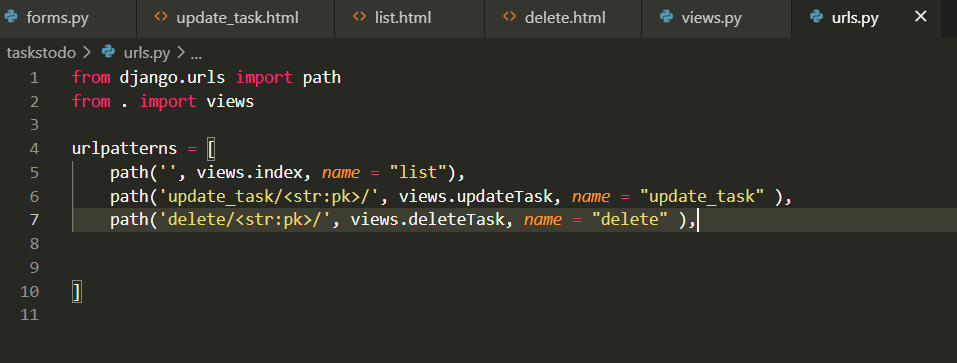 forms.py update_task.html list.html delete.html views.py urls.py
taskstodo > urls.py > ...
1 from django.urls import path
2 from . import views
3
4 urlpatterns = [
5 path('', views.index, name = "list"),
6 path('update_task/<str:pk>/', views.updateTask, name = "update_task" ),
7 path('delete/<str:pk>/', views.deleteTask, name = "delete" ),
8
9
10 ]
11